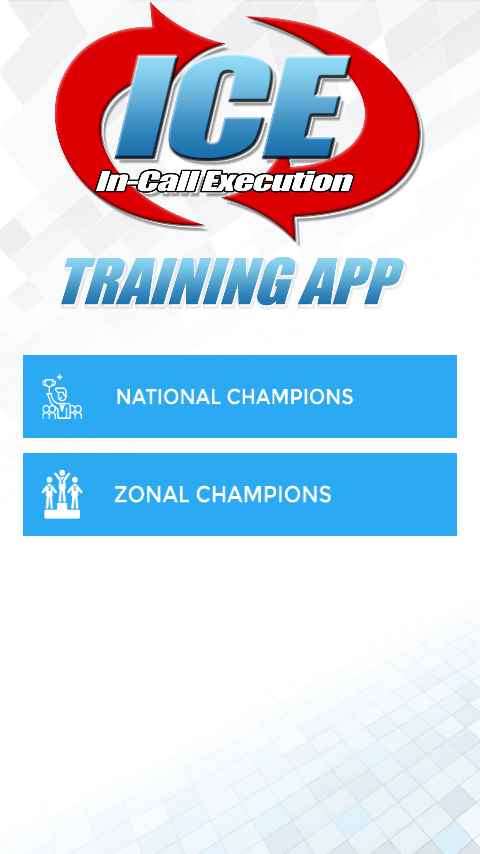 ICE
In-Call Execution
TRAINING APP
NATIONAL CHAMPIONS
ZONAL CHAMPIONS